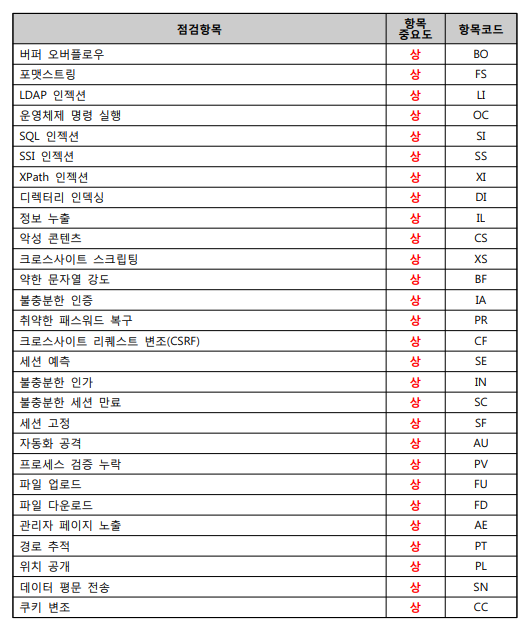 점검항목 항목 중요도 항목코드
버퍼 오버플로우 상 BO
포맷스트링 상 FS
LDAP 인젝션 상 LI
운영체제 명령 실행 상 OC
SQL 인젝션 상 SI
SSI 인젝션 상 SS
XPath 인젝션 상 XI
디렉터리 인덱싱 상 DI
정보 누출 상 IL
악성 콘텐츠 상 CS
크로스사이트 스크립팅 상 XS
약한 문자열 강도 상 BF
불충분한 인증 상 IA
취약한 패스워드 복구 상 PR
크로스사이트 리퀘스트 변조(CSRF) 상 CF
세션 예측 상 SE
불충분한 인가 상 IN
불충분한 세션 만료 상 SC
세션 고정 상 SF
자동화 공격 상 AU
프로세스 검증 누락 상 PV
파일 업로드 상 FU
파일 다운로드 상 FD
관리자 페이지 노출 상 AE
경로 추적 상 PT
위치 공개 상 PL
데이터 평문 전송 상 SN
쿠키 변조 상 CC